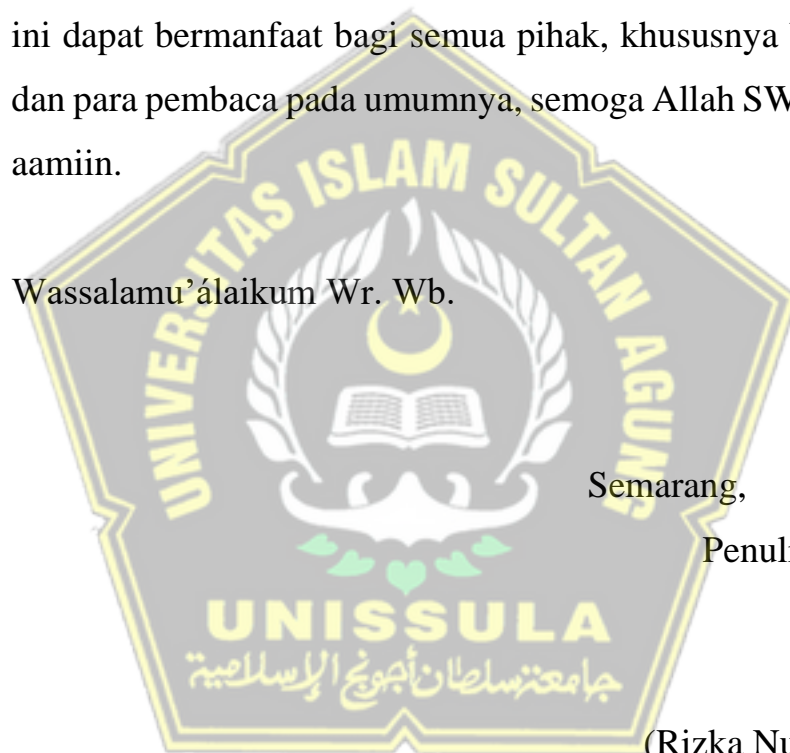 ini dapat bermanfaat bagi semua pihak, khususnya
dan para pembaca pada umumnya, semoga Allah SW
aamiin.
UNIVERSITAS ISLAM SULTAN AGUNG
Wassalamu’álaikum Wr. Wb.
Semarang,
Penuli
UNISSULA
جامعة سلطان أجونج الإسلامية
(Rizka Nu